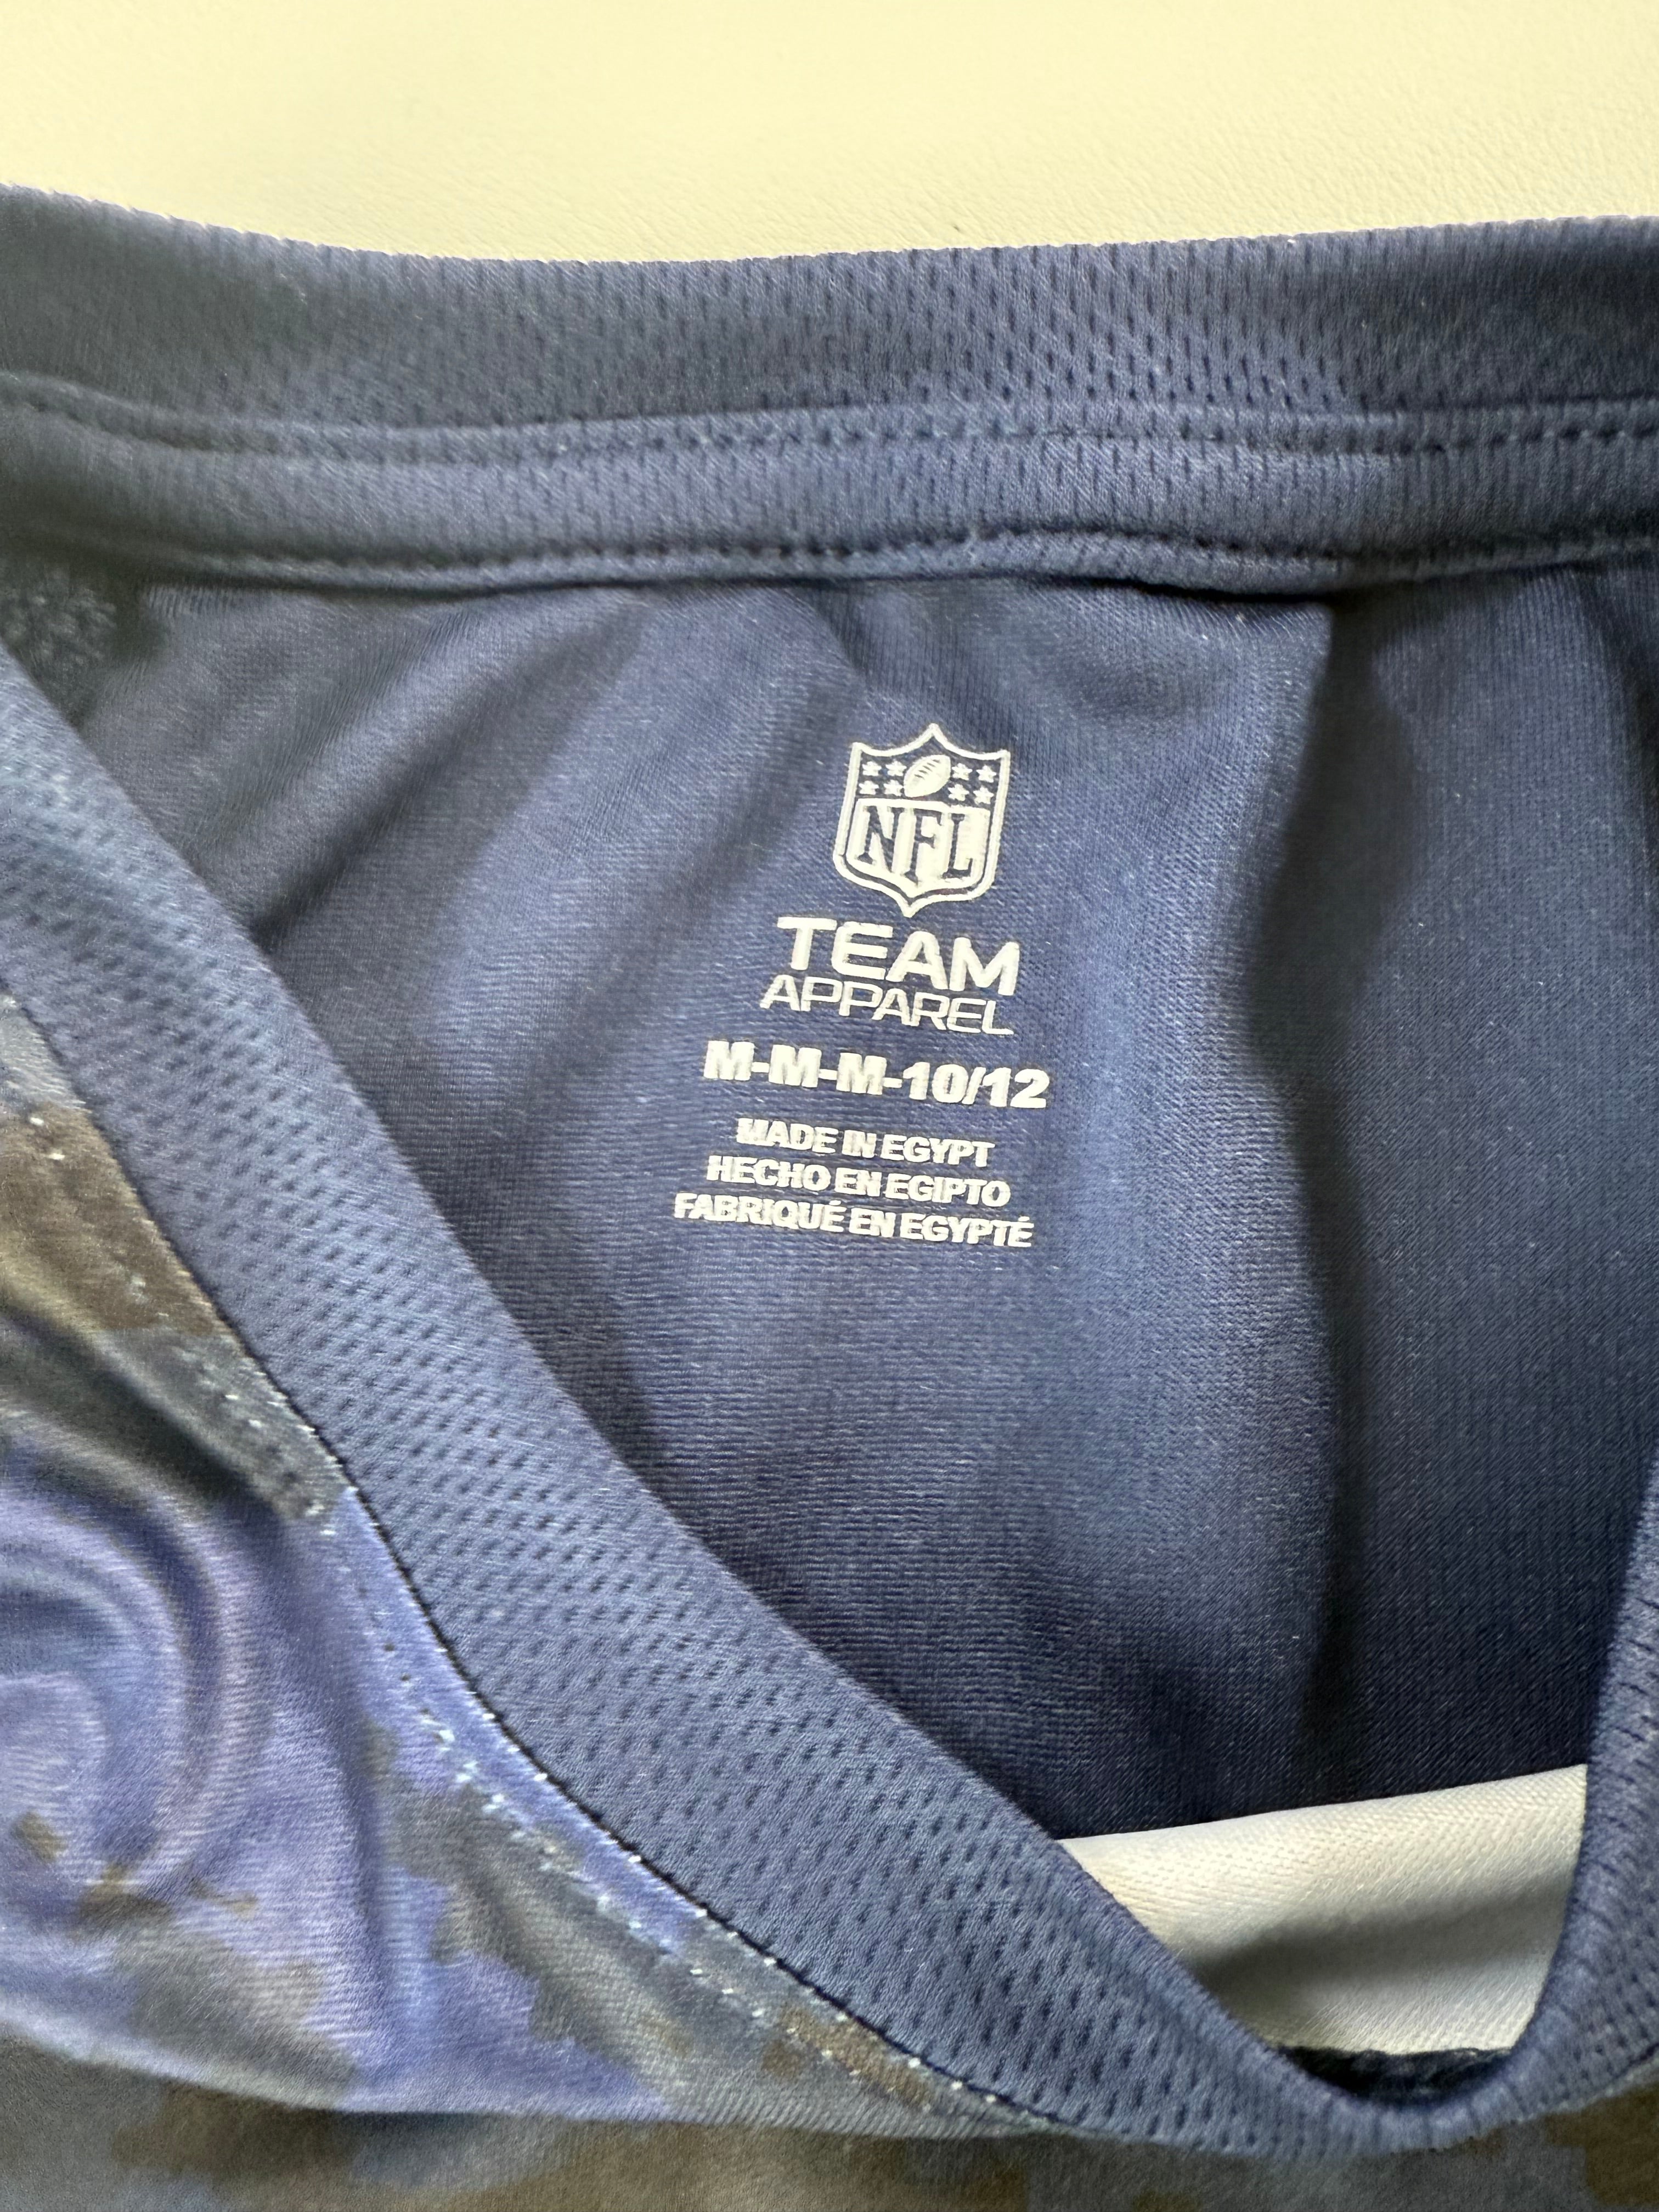 NFL
TEAM
APPAREL
M-M-M-10/12
MADE IN EGYPT
HECHO EN EGIPTO
FABRIQUÉ EN EGYPTÉ